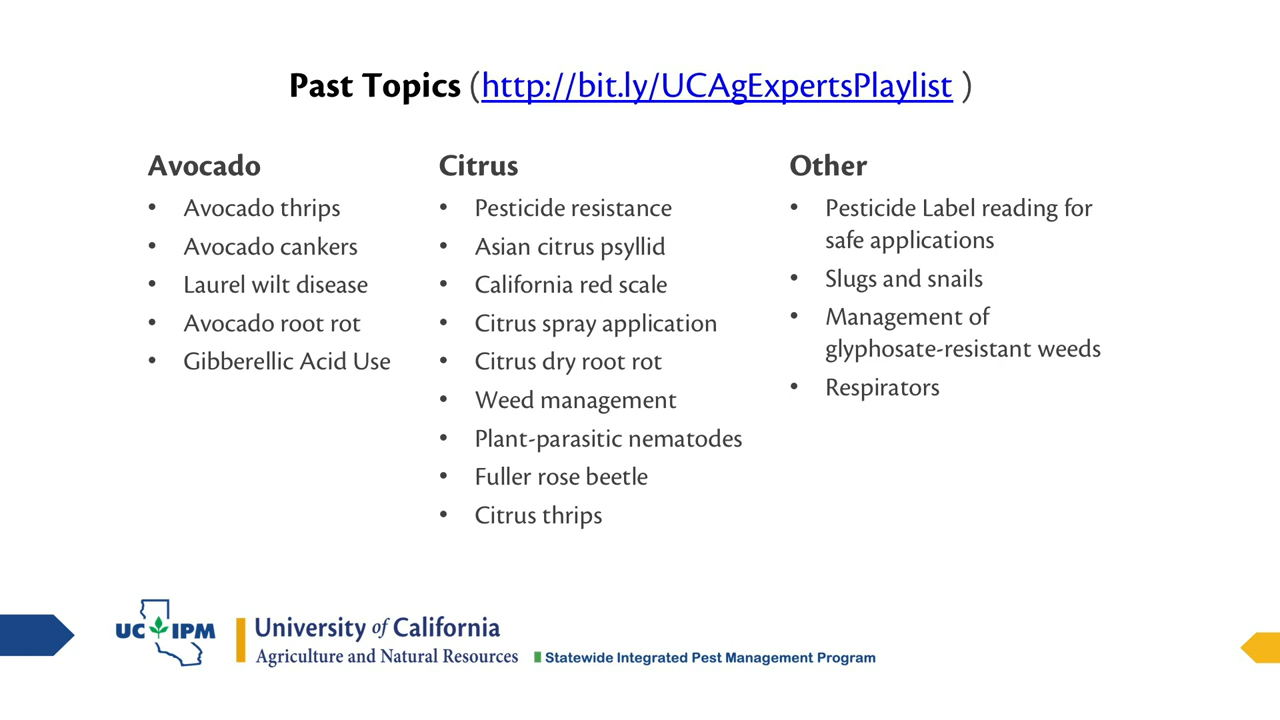 Past Topics (http://bit.ly/UCAgExpertsPlaylist )
Avocado
• Avocado thrips
• Avocado cankers
• Laurel wilt disease
• Avocado root rot
• Gibberellic Acid Use
Citrus
• Pesticide resistance
• Asian citrus psyllid
• California red scale
• Citrus spray application
• Citrus dry root rot
• Weed management
• Plant-parasitic nematodes
• Fuller rose beetle
• Citrus thrips
Other
• Pesticide Label reading for
safe applications
• Slugs and snails
• Management of
glyphosate-resistant weeds
• Respirators
UC IPM
University of California
Agriculture and Natural Resources
Statewide Integrated Pest Management Program